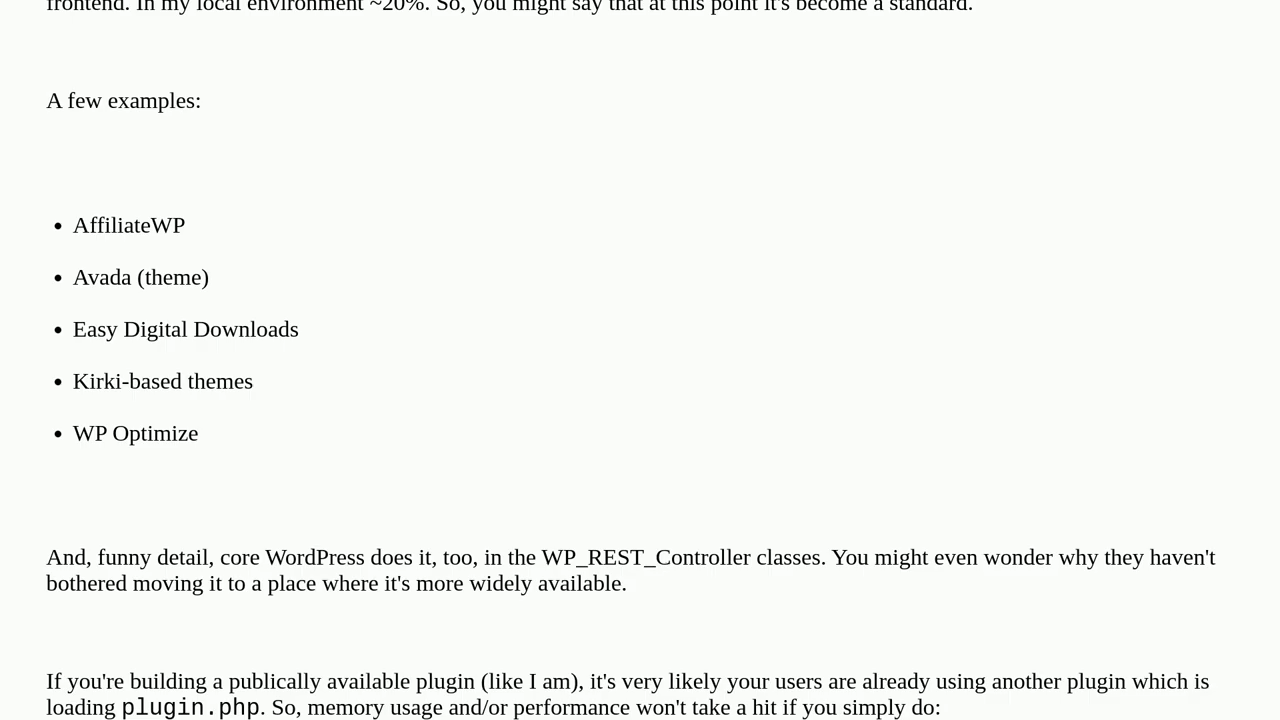 frontend. In my local environment ~20%. So, you might say that at this point it's become a standard.
A few examples:
• AffiliateWP
• Avada (theme)
• Easy Digital Downloads
• Kirki-based themes
• WP Optimize
And, funny detail, core WordPress does it, too, in the WP_REST_Controller classes. You might even wonder why they haven't
bothered moving it to a place where it's more widely available.
If you're building a publically available plugin (like I am), it's very likely your users are already using another plugin which is
loading plugin.php. So, memory usage and/or performance won't take a hit if you simply do: